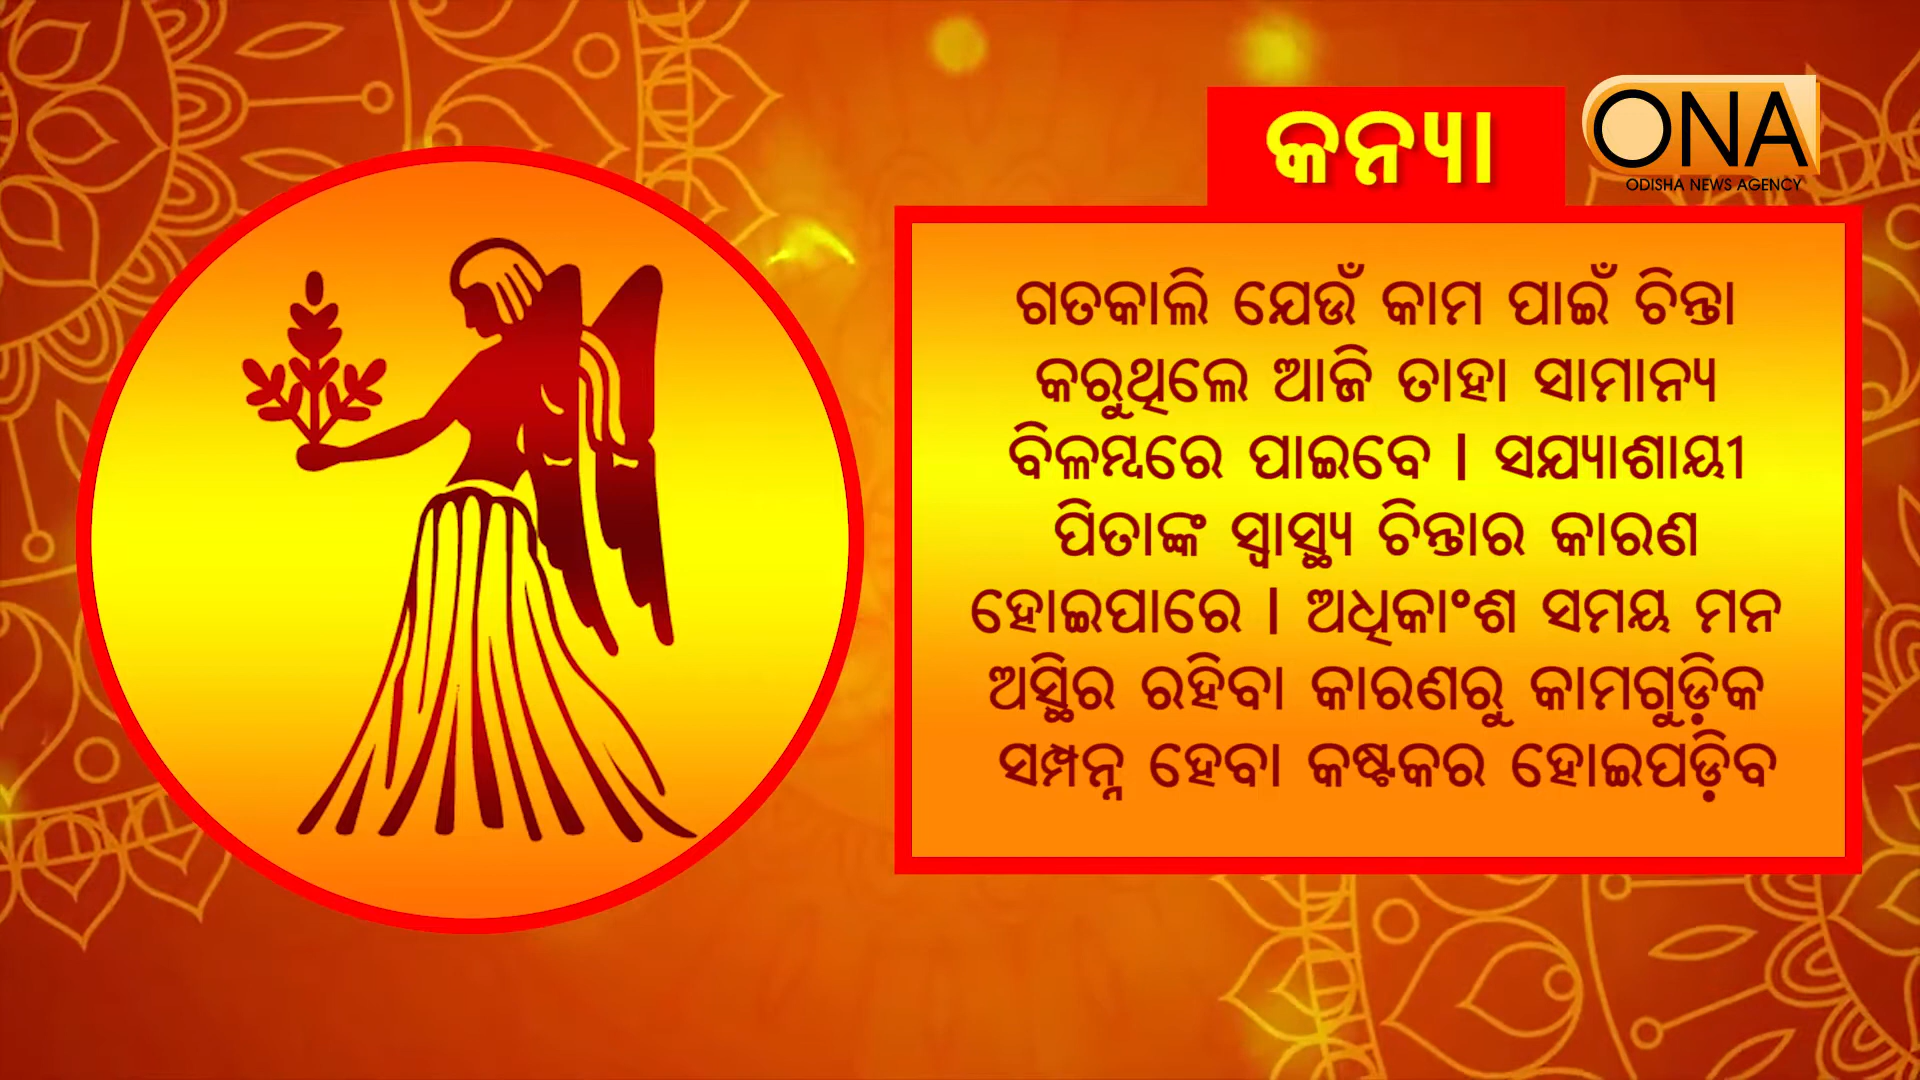 କନ୍ୟା
ONA
ODISHA NEWS AGENCY
ଗତକାଲି ଯେଉଁ କାମ ପାଇଁ ଚିନ୍ତା
କରୁଥିଲେ ଆଜି ତାହା ସାମାନ୍ୟ
ବିଳମ୍ବରେ ପାଇବେ | ସଯ୍ୟାଶାୟୀ
ପିତାଙ୍କ ସ୍ୱାସ୍ଥ୍ୟ ଚିନ୍ତାର କାରଣ
ହୋଇପାରେ | ଅଧିକାଂଶ ସମୟ ମନ
ଅସ୍ଥିର ରହିବା କାରଣରୁ କାମଗୁଡ଼ିକ
ସମ୍ପନ୍ନ ହେବା କଷ୍ଟକର ହୋଇପଡ଼ିବ